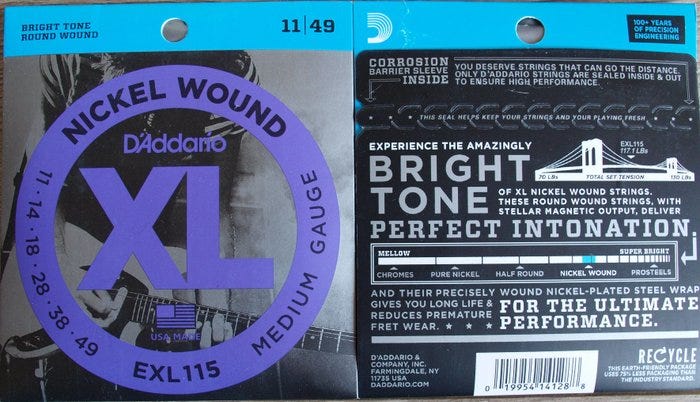 BRIGHT TONE
ROUND WOUND
11|49
NICKEL WOUND
D'Addario
XL
11 · 14 · 18 · 28 · 38 · 49
MEDIUM GAUGE
USA MADE
EXL115
100+ YEARS
OF PRECISION
ENGINEERING
CORROSION
BARRIER SLEEVE
INSIDE
YOU DESERVE STRINGS THAT CAN GO THE DISTANCE.
ONLY D'ADDARIO STRINGS ARE SEALED INSIDE & OUT
TO ENSURE HIGH PERFORMANCE.
THIS SEAL HELPS KEEP YOUR STRINGS AND YOUR PLAYING FRESH
EXPERIENCE THE AMAZINGLY
BRIGHT
TONE
EXL115
117.1 LBs
70 LBs TOTAL SET TENSION 130 LBs
OF XL NICKEL WOUND STRINGS.
THESE ROUND WOUND STRINGS, WITH
STELLAR MAGNETIC OUTPUT, DELIVER
PERFECT INTONATION,
MELLOW SUPER BRIGHT
CHROMES PURE NICKEL HALF ROUND NICKEL WOUND PROSTEELS
AND THEIR PRECISELY WOUND NICKEL-PLATED STEEL WRAP
GIVES YOU LONG LIFE &
REDUCES PREMATURE
FRET WEAR.
FOR THE ULTIMATE
PERFORMANCE.
D'ADDARIO &
COMPANY, INC.
FARMINGDALE, NY
11735 USA
DADDARIO.COM
0 19954 14128 8
RECYCLE
THIS EARTH-FRIENDLY PACKAGE
USES 75% LESS PACKAGING THAN
THE INDUSTRY STANDARD.